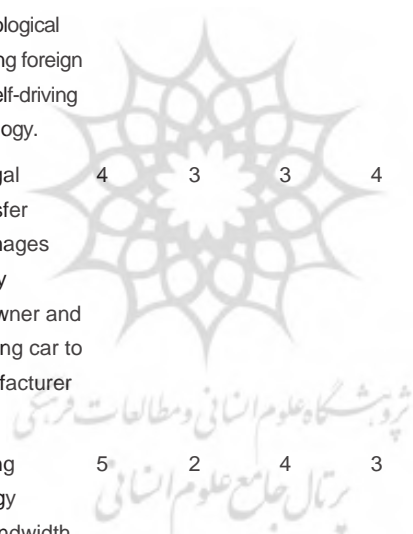 ological
ng foreign
elf-driving
ogy.
gal 4 3 3 4
sfer
nages
y
wner and
ng car to
facturer
پژوهشگاه علوم انسانی و مطالعات فرهنگی
ng 5 2 4 3
gy
پرتال جامع علوم انسانی
ndwidth